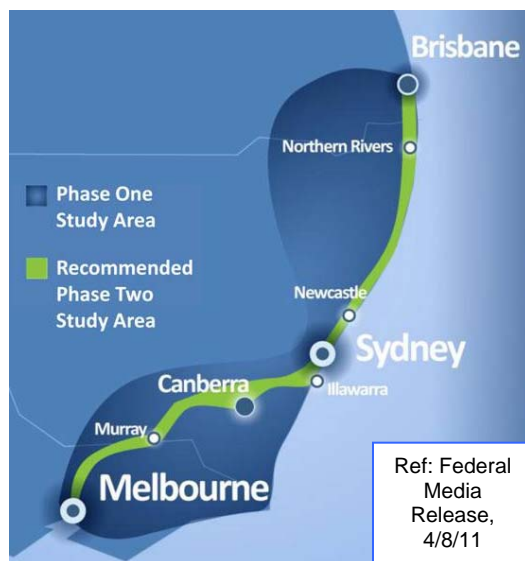 Brisbane
Northern Rivers
Phase One
Study Area
Recommended
Phase Two
Study Area
Newcastle
Sydney
Canberra
Illawarra
Murray
Melbourne
Ref: Federal
Media
Release,
4/8/11